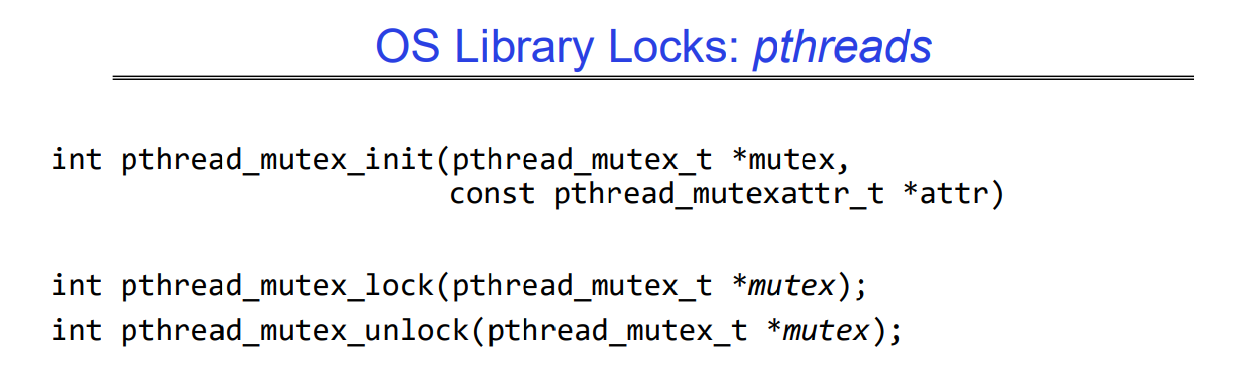 OS Library Locks: pthreads
int pthread_mutex_init(pthread_mutex_t *mutex,
const pthread_mutexattr_t *attr)
int pthread_mutex_lock(pthread_mutex_t *mutex);
int pthread_mutex_unlock(pthread_mutex_t *mutex);